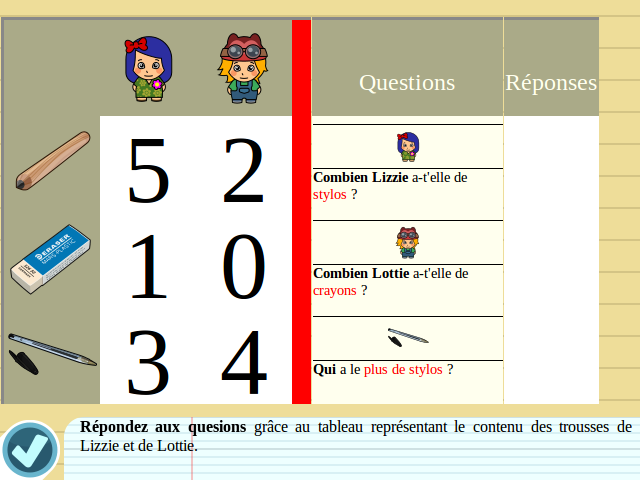 Questions
Réponses
5 2
1 0
3 4
ERASER
Combien Lizzie a-t'elle de
stylos ?
Combien Lottie a-t'elle de
crayons ?
Qui a le plus de stylos ?
Répondez aux quesions grâce au tableau représentant le contenu des trousses de
Lizzie et de Lottie.